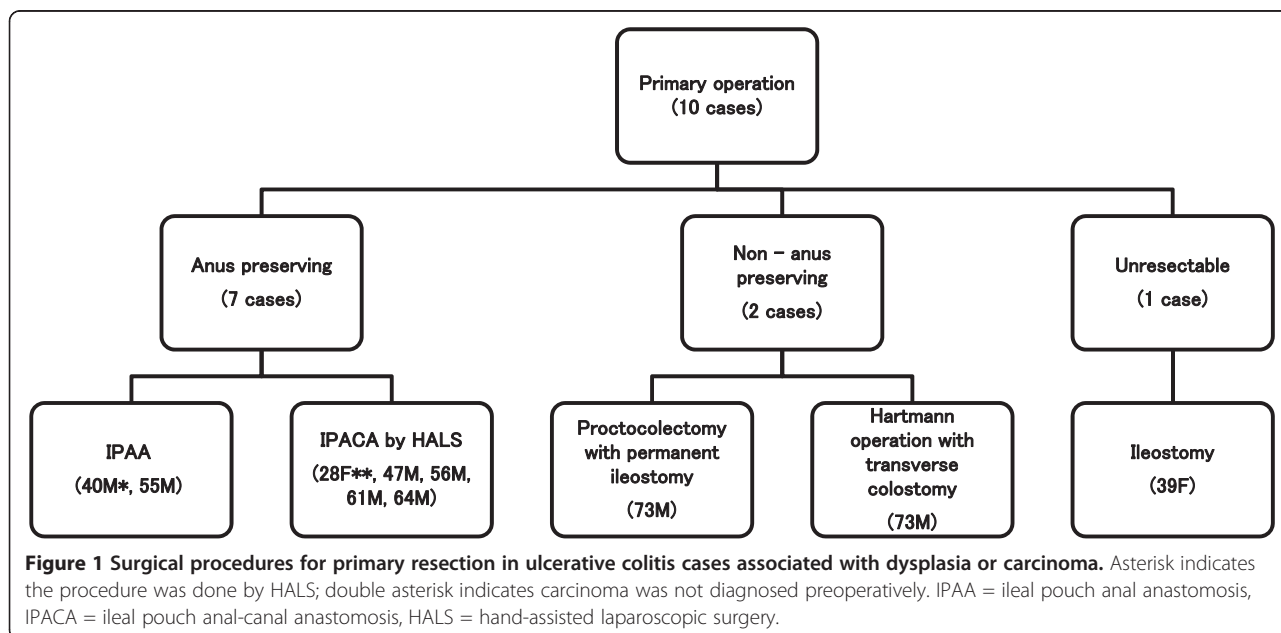 Primary operation
(10 cases)
Anus preserving
(7 cases)
Non – anus
preserving
(2 cases)
Unresectable
(1 case)
IPAA
(40M*, 55M)
IPACA by HALS
(28F**, 47M, 56M,
61M, 64M)
Proctocolectomy
with permanent
ileostomy
(73M)
Hartmann
operation with
transverse
colostomy
(73M)
Ileostomy
(39F)
Figure 1 Surgical procedures for primary resection in ulcerative colitis cases associated with dysplasia or carcinoma. Asterisk indicates
the procedure was done by HALS; double asterisk indicates carcinoma was not diagnosed preoperatively. IPAA = ileal pouch anal anastomosis,
IPACA = ileal pouch anal-canal anastomosis, HALS = hand-assisted laparoscopic surgery.